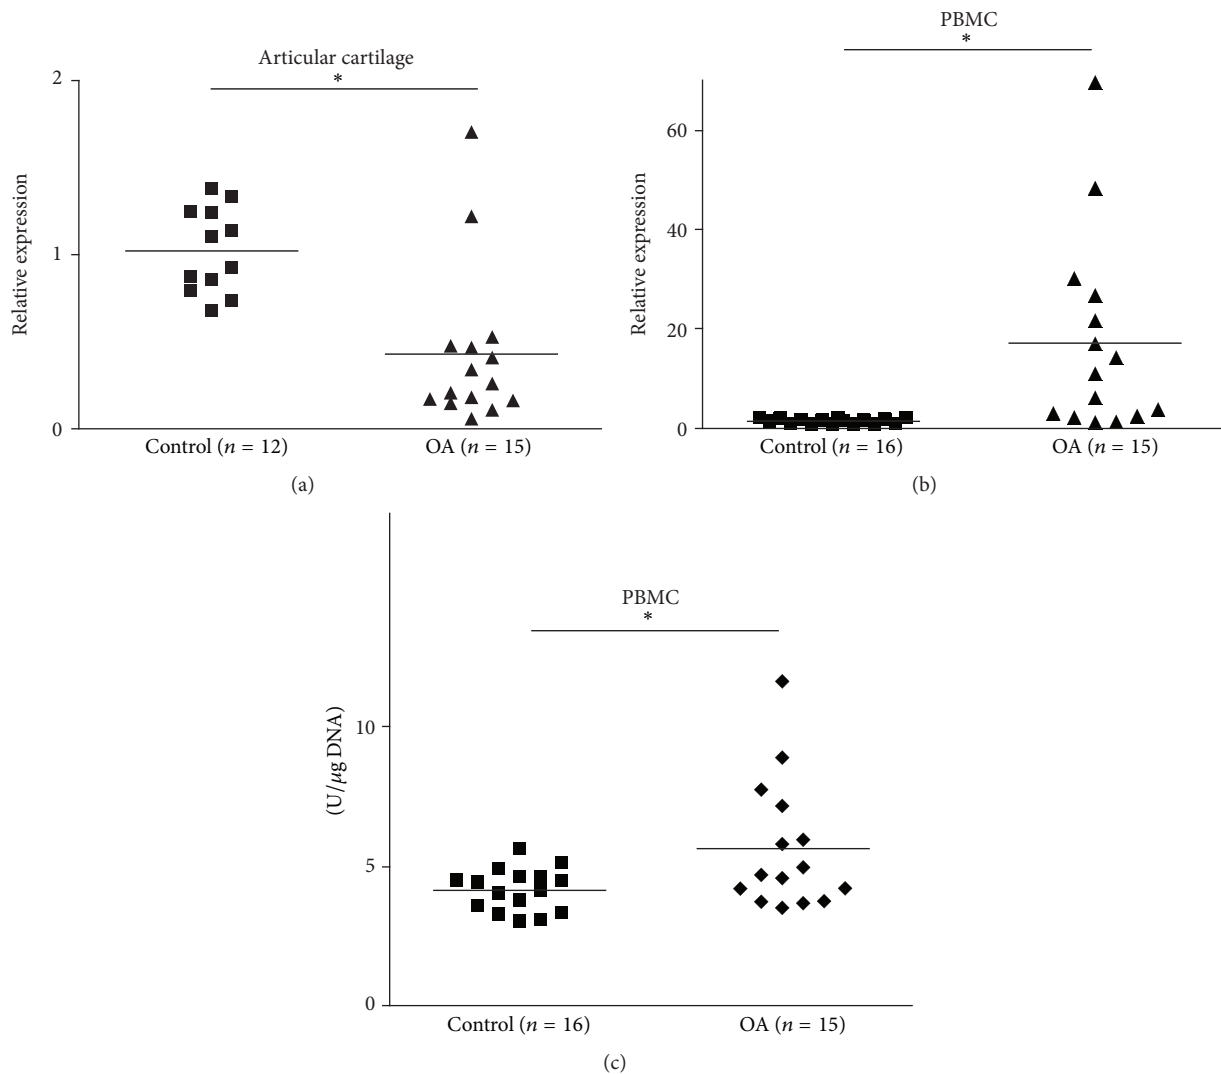 Articular cartilage
*
2
1
0
Relative expression
Control (n = 12)
OA (n = 15)
(a)
PBMC
*
60
40
20
0
Relative expression
Control (n = 16)
OA (n = 15)
(b)
PBMC
*
10
5
0
(U/μg DNA)
Control (n = 16)
OA (n = 15)
(c)